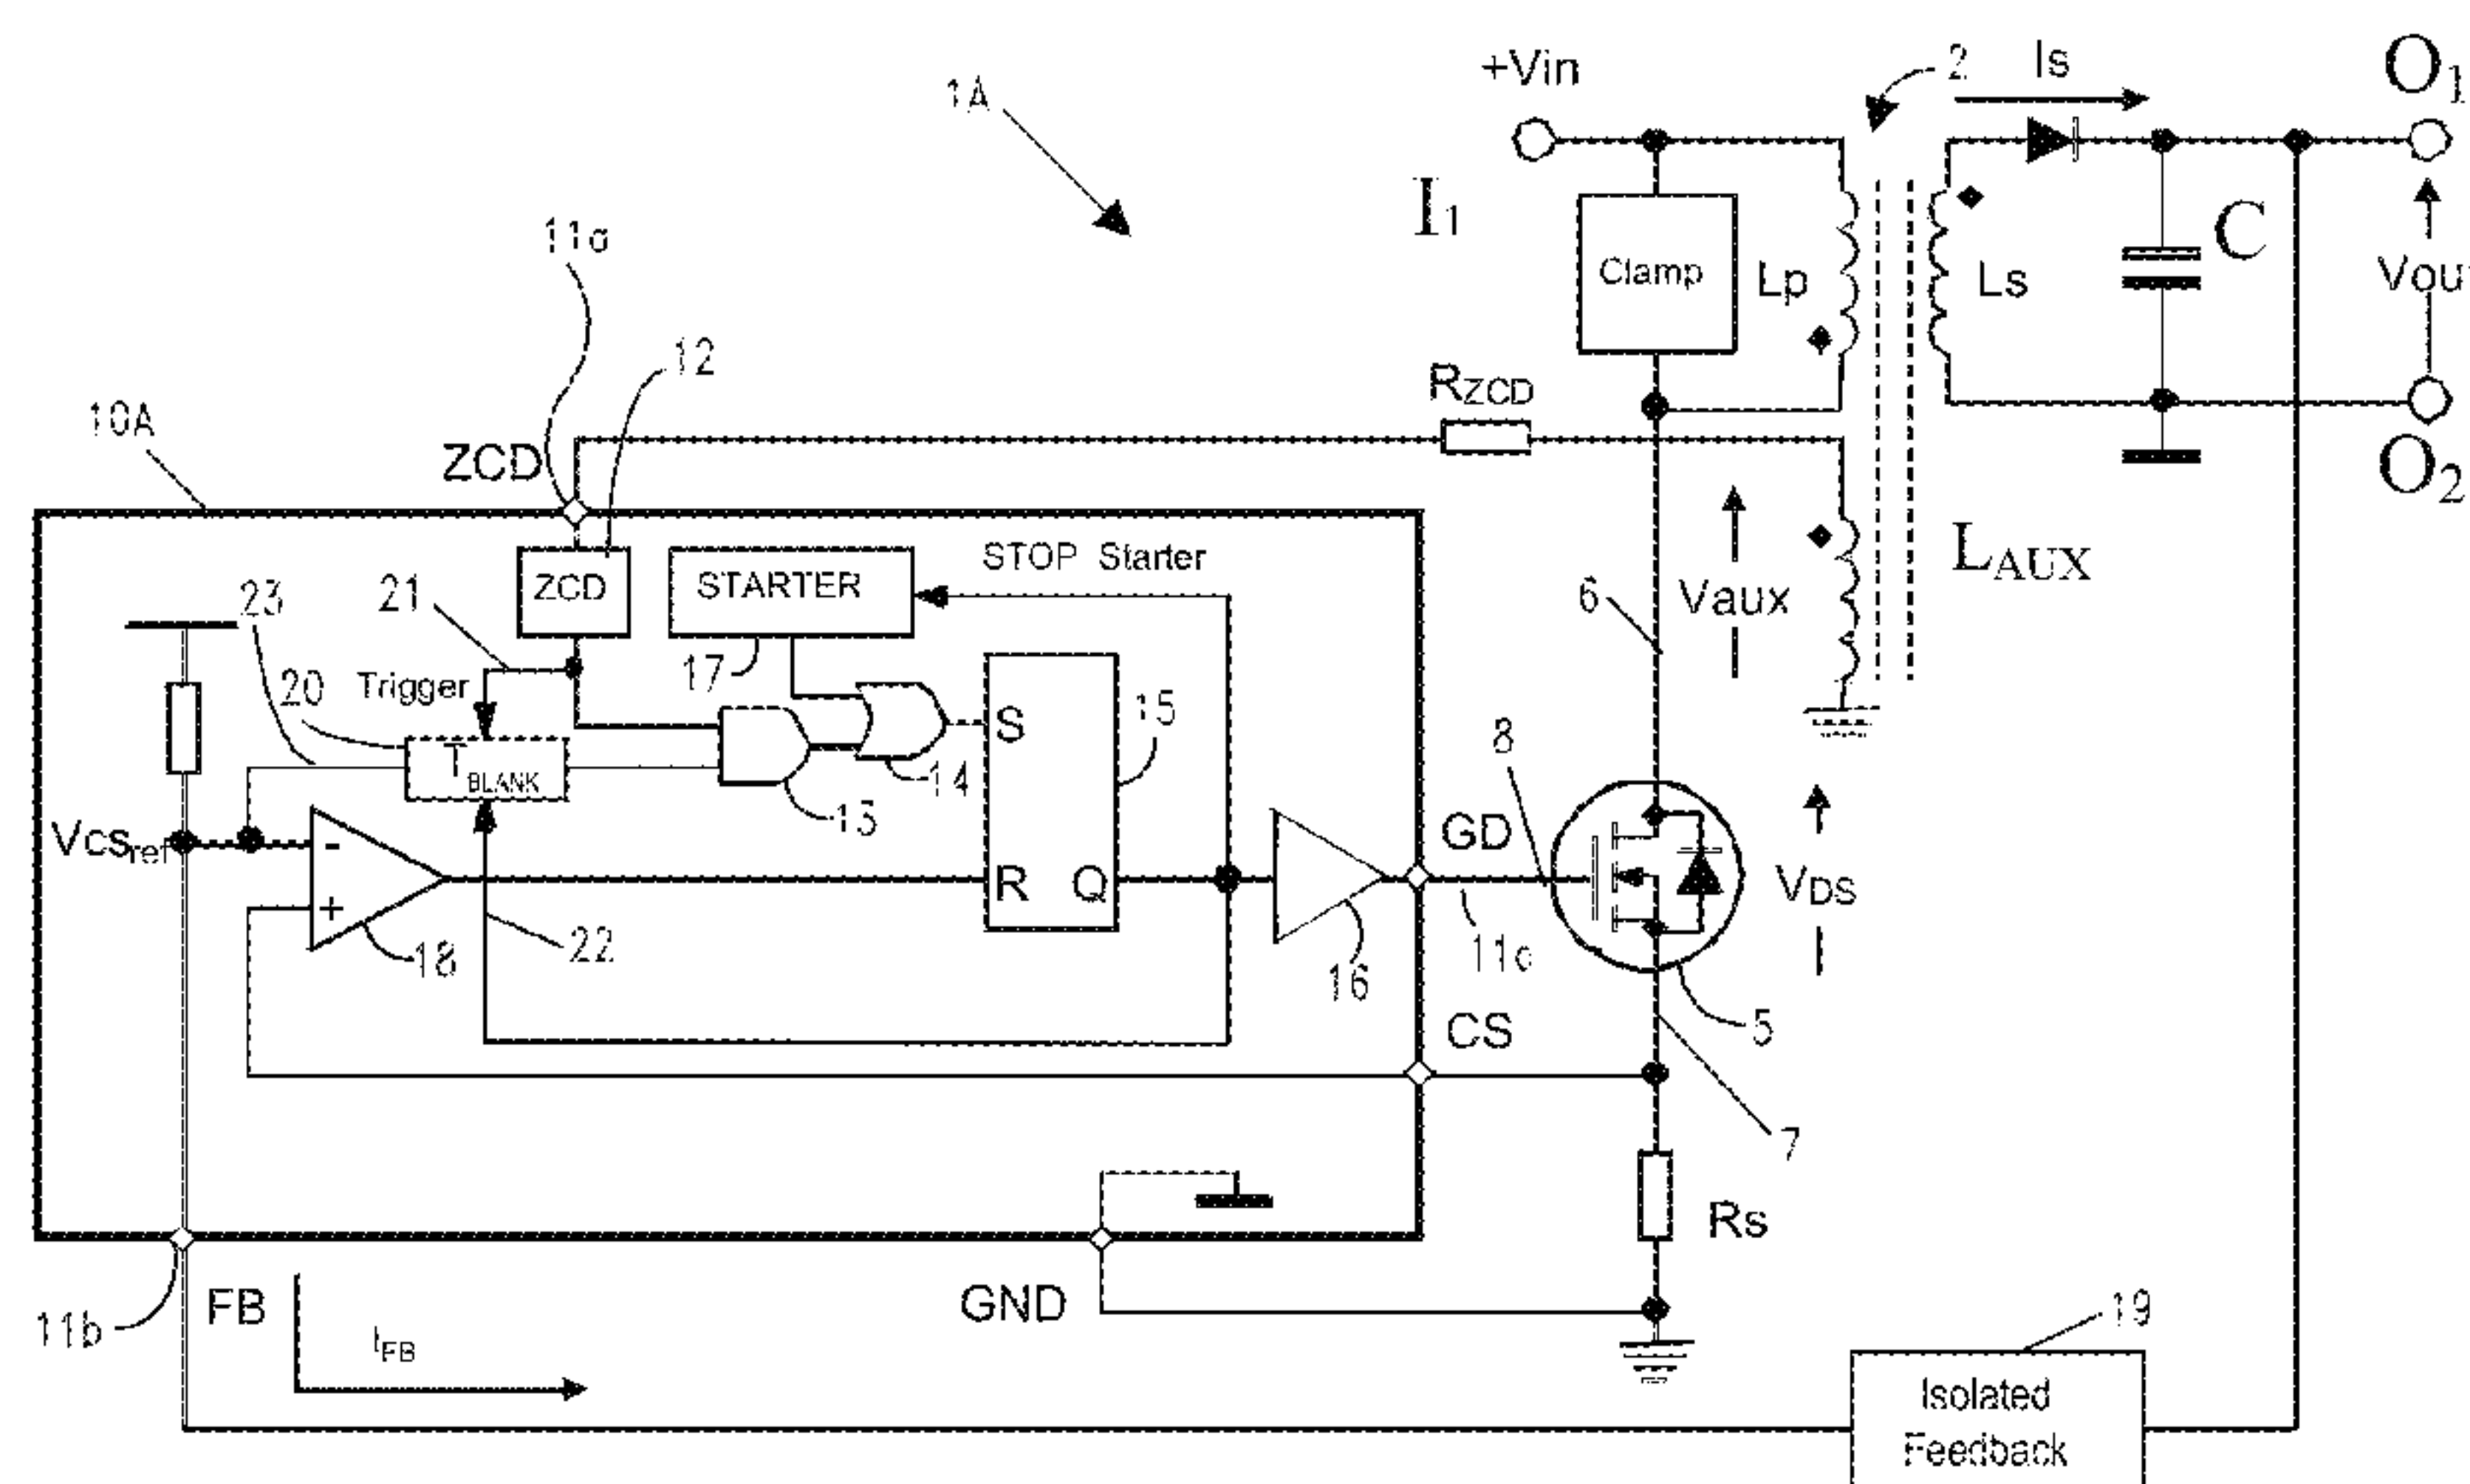 1A
+Vin
2
Is
O1
I1
Clamp
Lp
Ls
C
Vou
11a
12
RZCD
O2
10A
ZCD
LAUX
ZCD
STARTER
STOP Starter
23
21
6
Vaux
17
20
Trigger
15
S
8
TBLANK
14
13
VCSref
-
GD
R
Q
VDS
+
18
22
11c
16
CS
5
7
Rs
FB
GND
11b
IFB
19
Isolated
Feedback